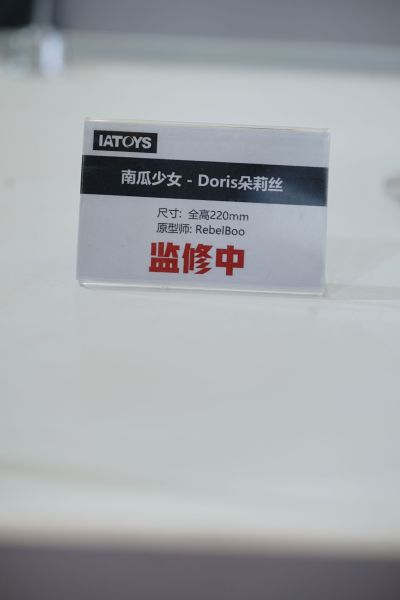 IATOYS
南瓜少女 - Doris朵莉丝
尺寸: 全高220mm
原型师: RebelBoo
监修中